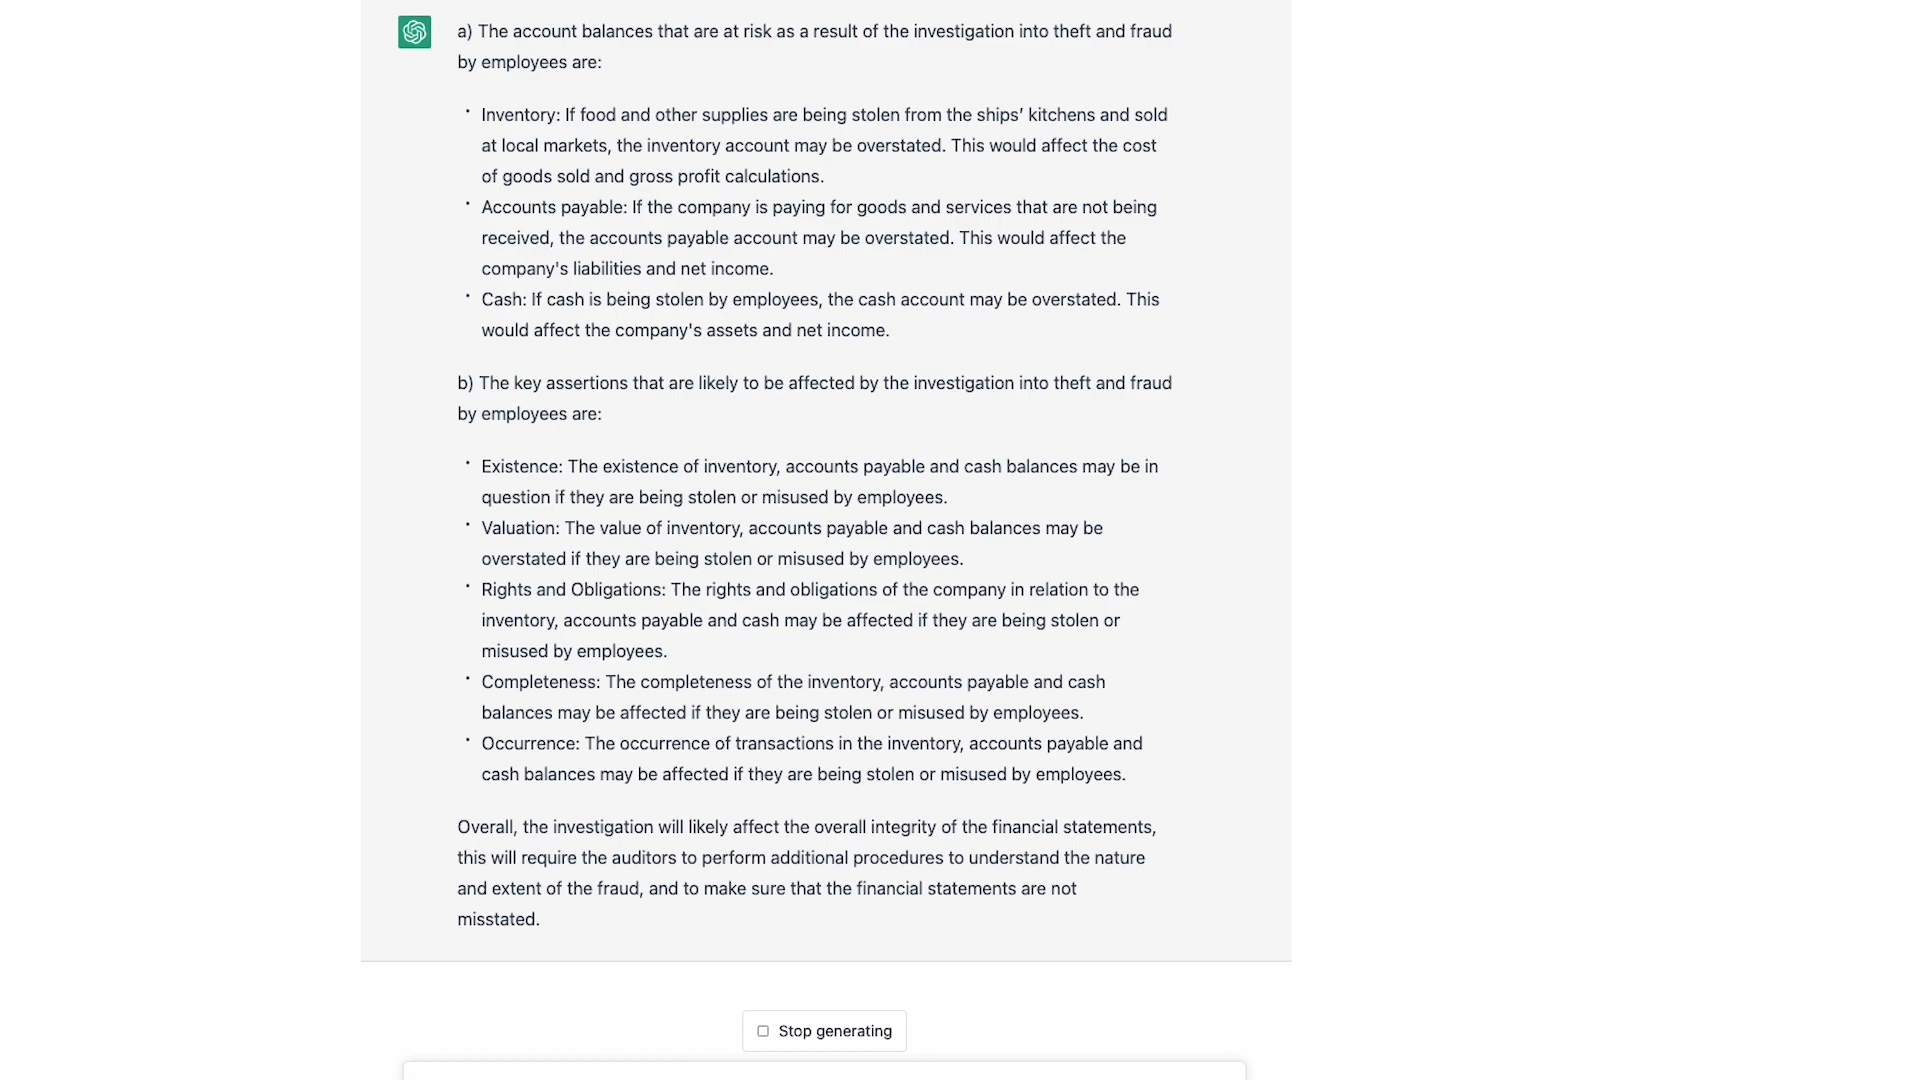 a) The account balances that are at risk as a result of the investigation into theft and fraud
by employees are:
• Inventory: If food and other supplies are being stolen from the ships' kitchens and sold
at local markets, the inventory account may be overstated. This would affect the cost
of goods sold and gross profit calculations.
• Accounts payable: If the company is paying for goods and services that are not being
received, the accounts payable account may be overstated. This would affect the
company's liabilities and net income.
• Cash: If cash is being stolen by employees, the cash account may be overstated. This
would affect the company's assets and net income.
b) The key assertions that are likely to be affected by the investigation into theft and fraud
by employees are:
• Existence: The existence of inventory, accounts payable and cash balances may be in
question if they are being stolen or misused by employees.
• Valuation: The value of inventory, accounts payable and cash balances may be
overstated if they are being stolen or misused by employees.
• Rights and Obligations: The rights and obligations of the company in relation to the
inventory, accounts payable and cash may be affected if they are being stolen or
misused by employees.
• Completeness: The completeness of the inventory, accounts payable and cash
balances may be affected if they are being stolen or misused by employees.
• Occurrence: The occurrence of transactions in the inventory, accounts payable and
cash balances may be affected if they are being stolen or misused by employees.
Overall, the investigation will likely affect the overall integrity of the financial statements,
this will require the auditors to perform additional procedures to understand the nature
and extent of the fraud, and to make sure that the financial statements are not
misstated.
Stop generating